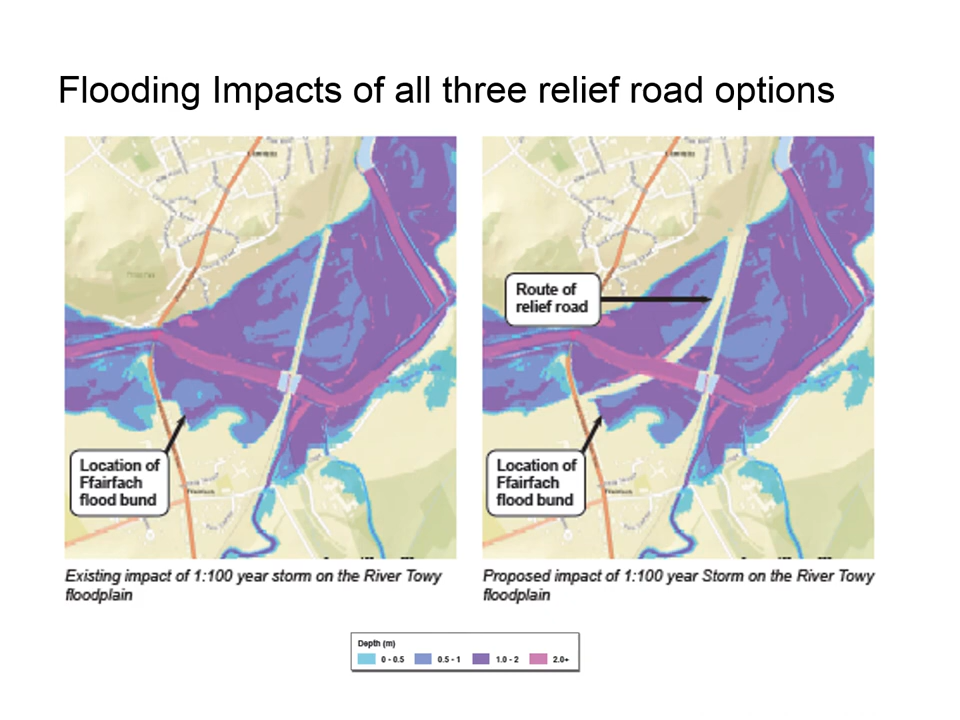 Flooding Impacts of all three relief road options
Route of
relief road
Location of
Ffairfach
flood bund
Location of
Ffairfach
flood bund
Existing impact of 1:100 year storm on the River Towy
floodplain
Proposed impact of 1:100 year Storm on the River Towy
floodplain
Depth (m)
0 - 0.5
0.5 - 1
1.0 - 2
2.0+